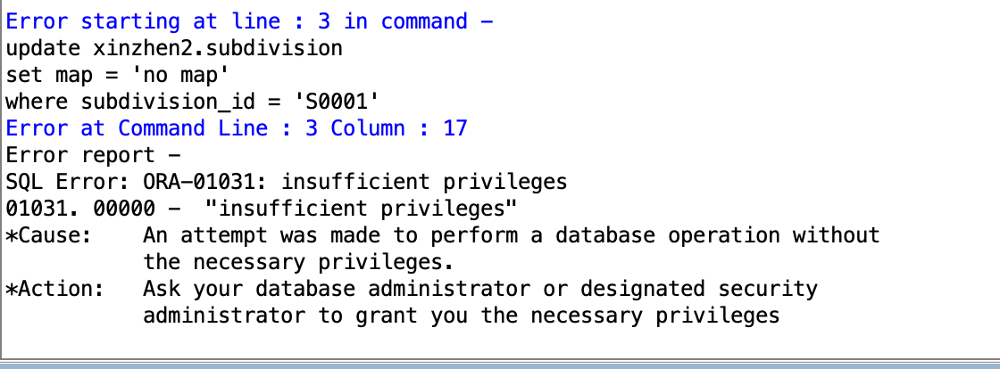 Error starting at line : 3 in command -
update xinzhen2.subdivision
set map = 'no map'
where subdivision_id = 'S0001'
Error at Command Line : 3 Column : 17
Error report -
SQL Error: ORA-01031: insufficient privileges
01031. 00000 -  "insufficient privileges"
*Cause:    An attempt was made to perform a database operation without
           the necessary privileges.
*Action:   Ask your database administrator or designated security
           administrator to grant you the necessary privileges